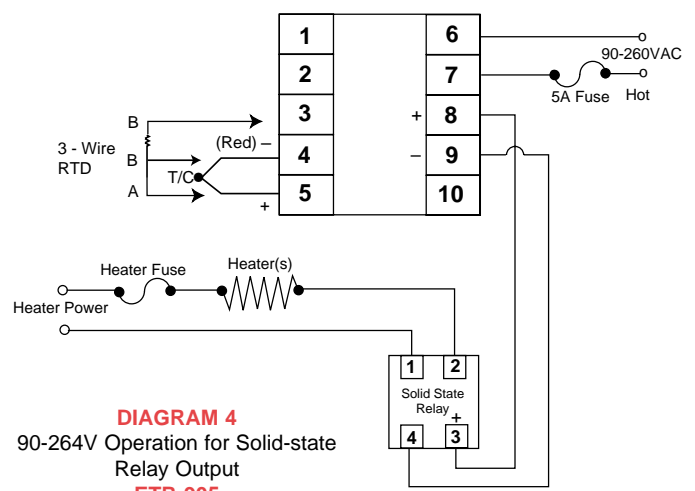 1
6
90-260VAC
2
7
5A Fuse
Hot
B
3
+
8
3 - Wire
RTD
B
(Red) –
4
–
9
T/C
A
5
+
10
Heater Fuse
Heater(s)
Heater Power
1
2
Solid State
Relay
+
4
3
DIAGRAM 4
90-264V Operation for Solid-state
Relay Output